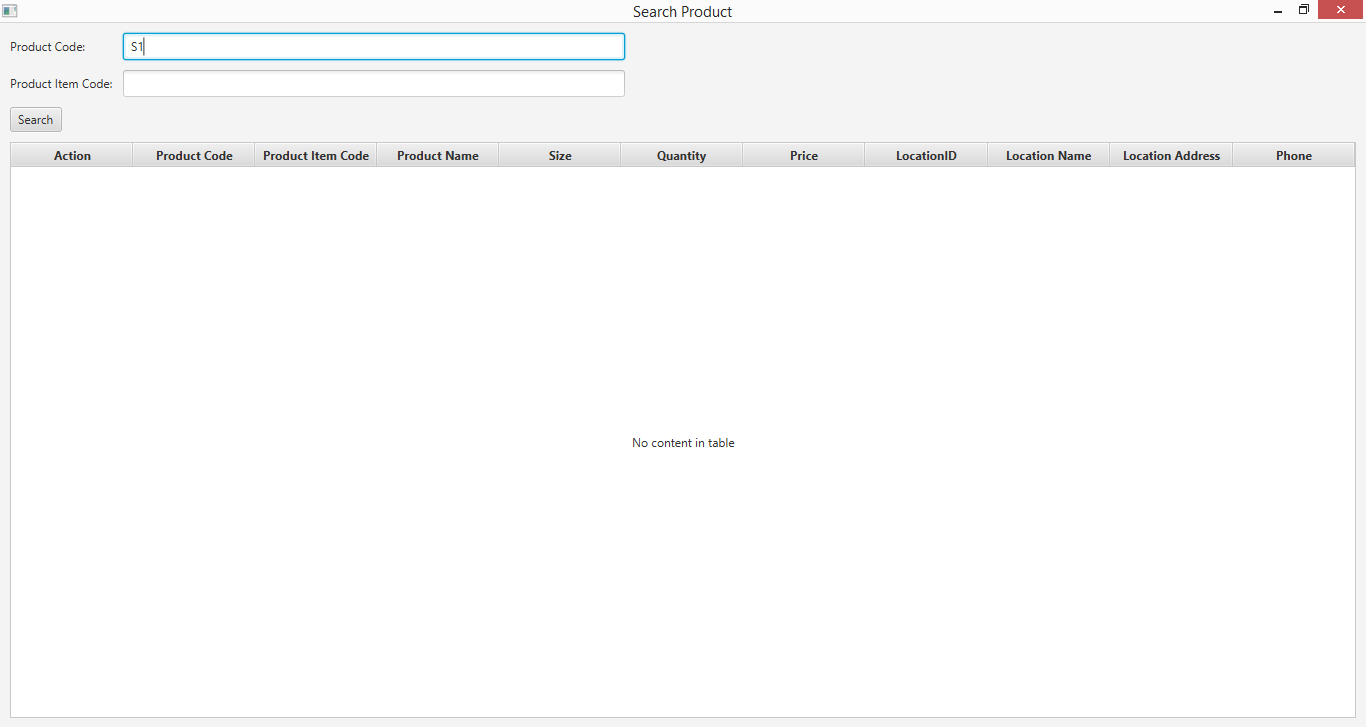 Search Product
Product Code: S1
Product Item Code:
Search
Action Product Code Product Item Code Product Name Size Quantity Price LocationID Location Name Location Address Phone
No content in table